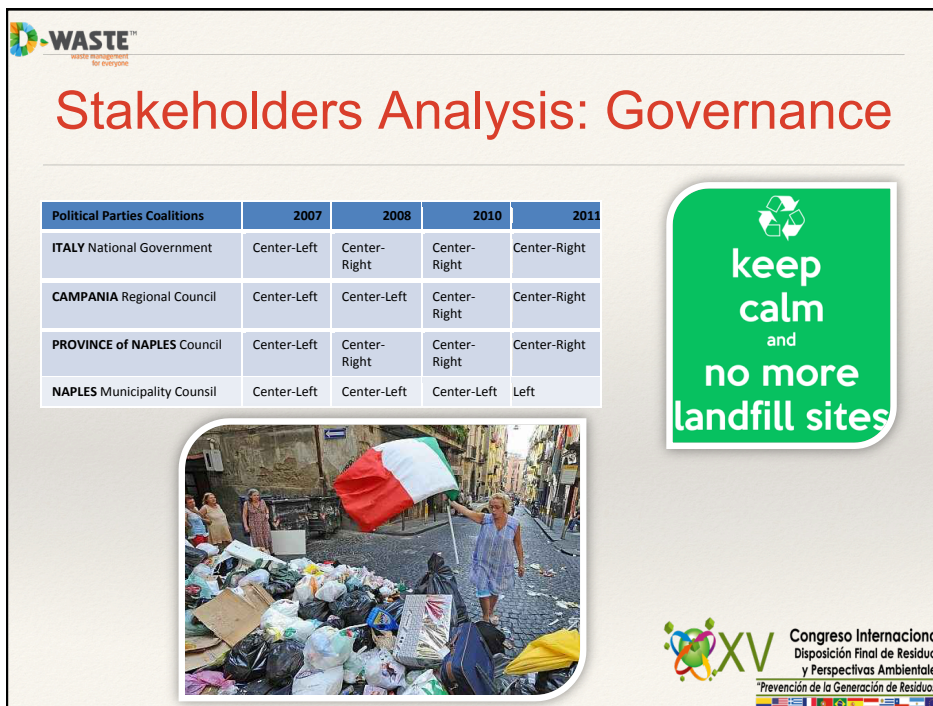 D-WASTE™
waste management
for everyone
Stakeholders Analysis: Governance
Political Parties Coalitions 2007 2008 2010 2011
ITALY National Government Center-Left Center-Right Center-Right Center-Right
CAMPANIA Regional Council Center-Left Center-Left Center-Right Center-Right
PROVINCE of NAPLES Council Center-Left Center-Right Center-Right Center-Right
NAPLES Municipality Counsil Center-Left Center-Left Center-Left Left
keep
calm
and
no more
landfill sites
XV
Congreso Internaciona
Disposición Final de Residuo
y Perspectivas Ambientale
"Prevención de la Generación de Residuos